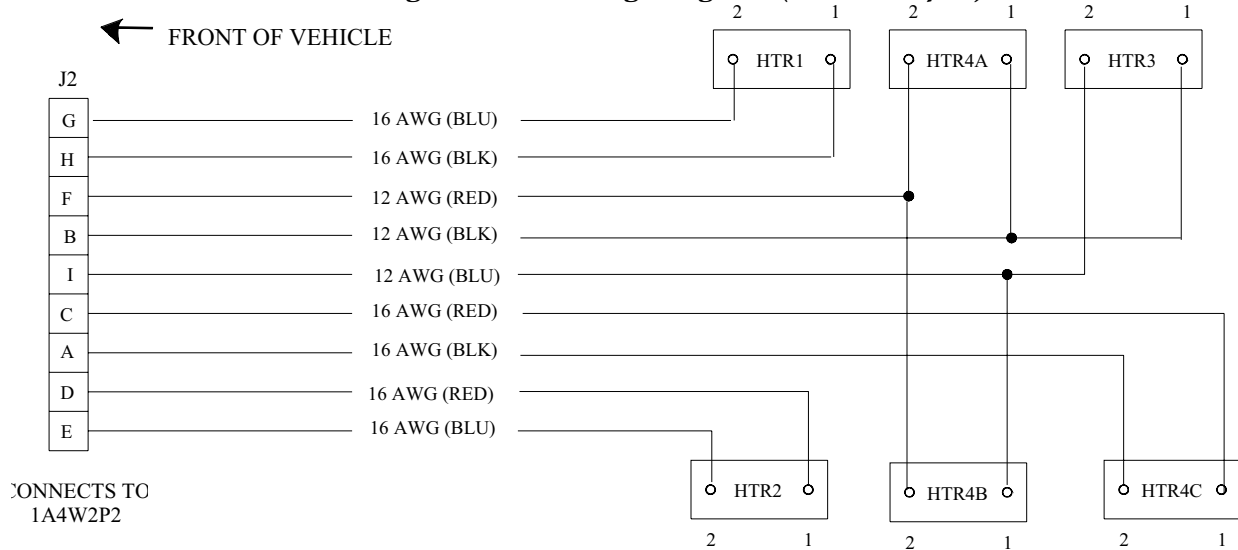 FRONT OF VEHICLE
2 1 2 1 2 1
HTR1 HTR4A HTR3
J2
G 16 AWG (BLU)
H 16 AWG (BLK)
F 12 AWG (RED)
B 12 AWG (BLK)
I 12 AWG (BLU)
C 16 AWG (RED)
A 16 AWG (BLK)
D 16 AWG (RED)
E 16 AWG (BLU)
HTR2 HTR4B HTR4C
2 1 2 1 2 1
TO
1A4W2P2